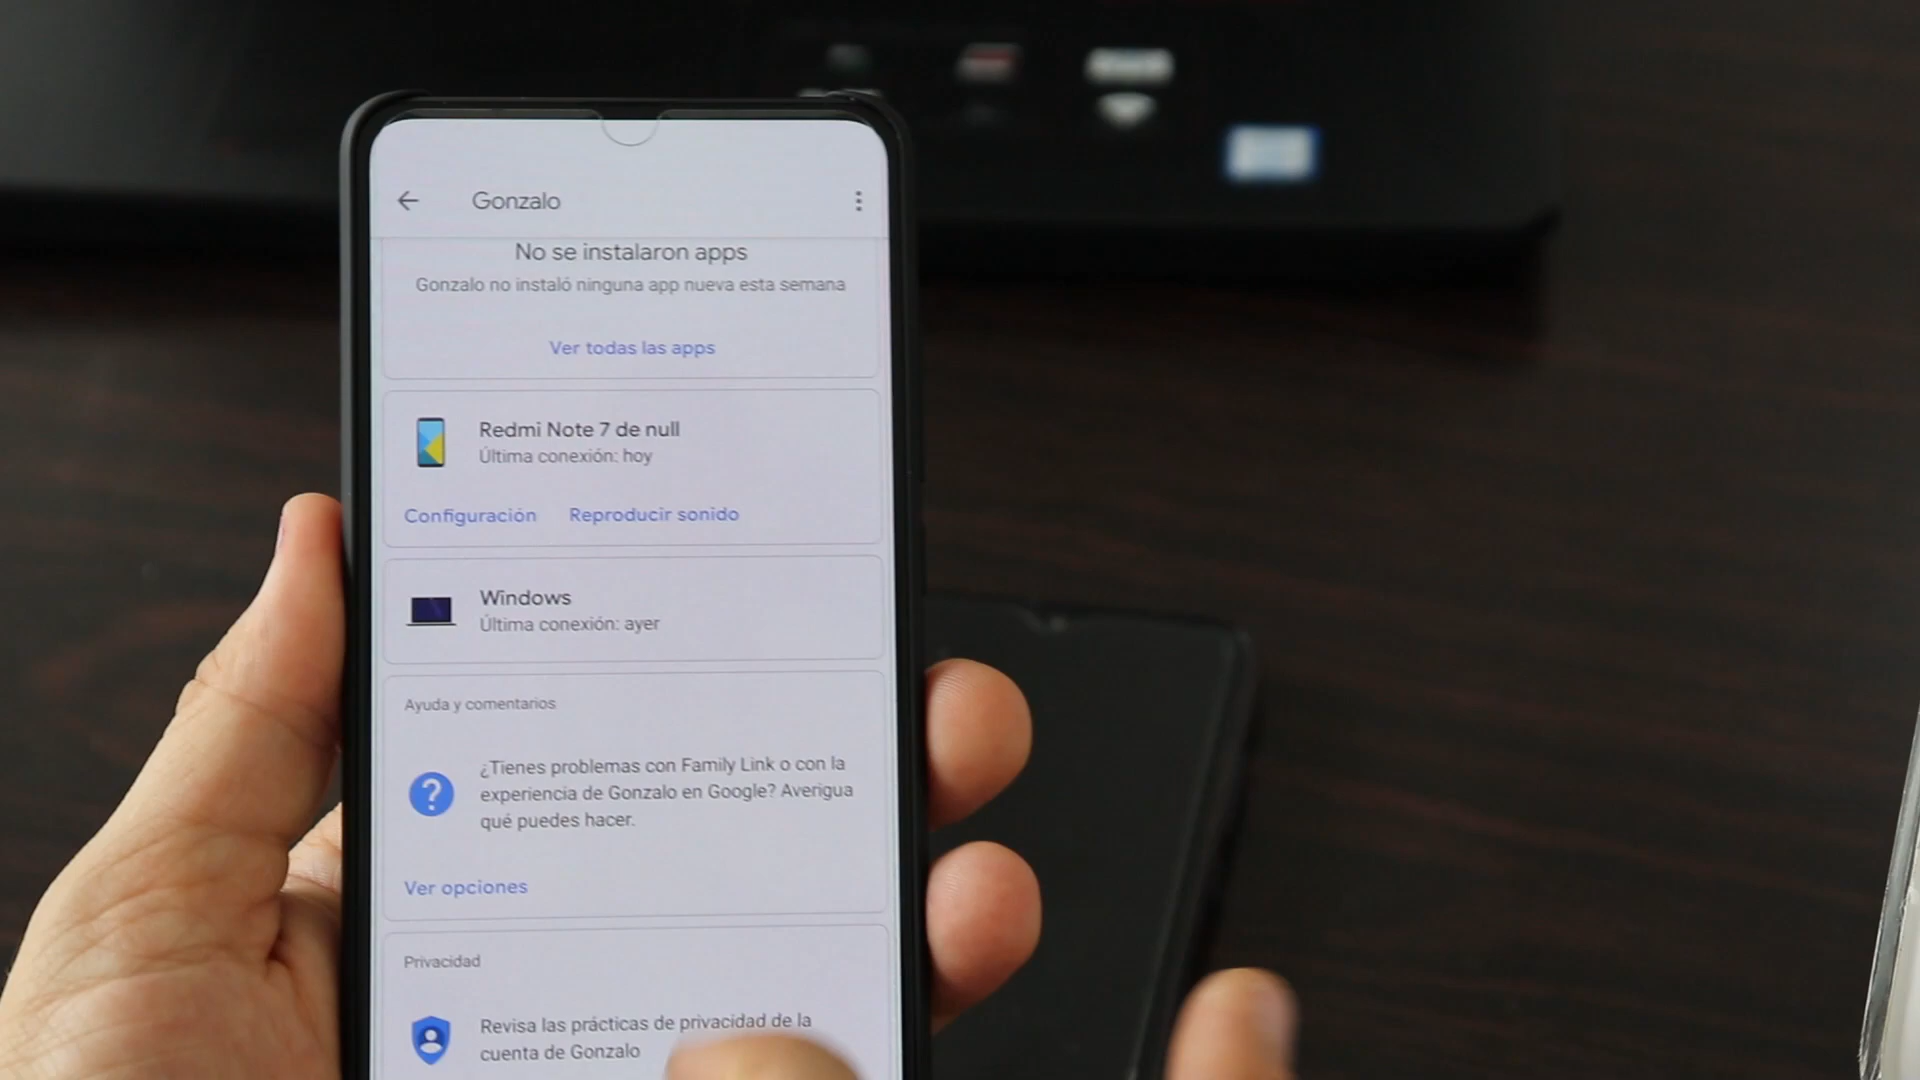 Gonzalo
No se instalaron apps
Gonzalo no instaló ninguna app nueva esta semana
Ver todas las apps
Redmi Note 7 de null
Última conexión: hoy
Configuración
Reproducir sonido
Windows
Última conexión: ayer
Ayuda y comentarios
¿Tienes problemas con Family Link o con la
experiencia de Gonzalo en Google? Averigua
qué puedes hacer.
Ver opciones
Privacidad
Revisa las prácticas de privacidad de la
cuenta de Gonzalo